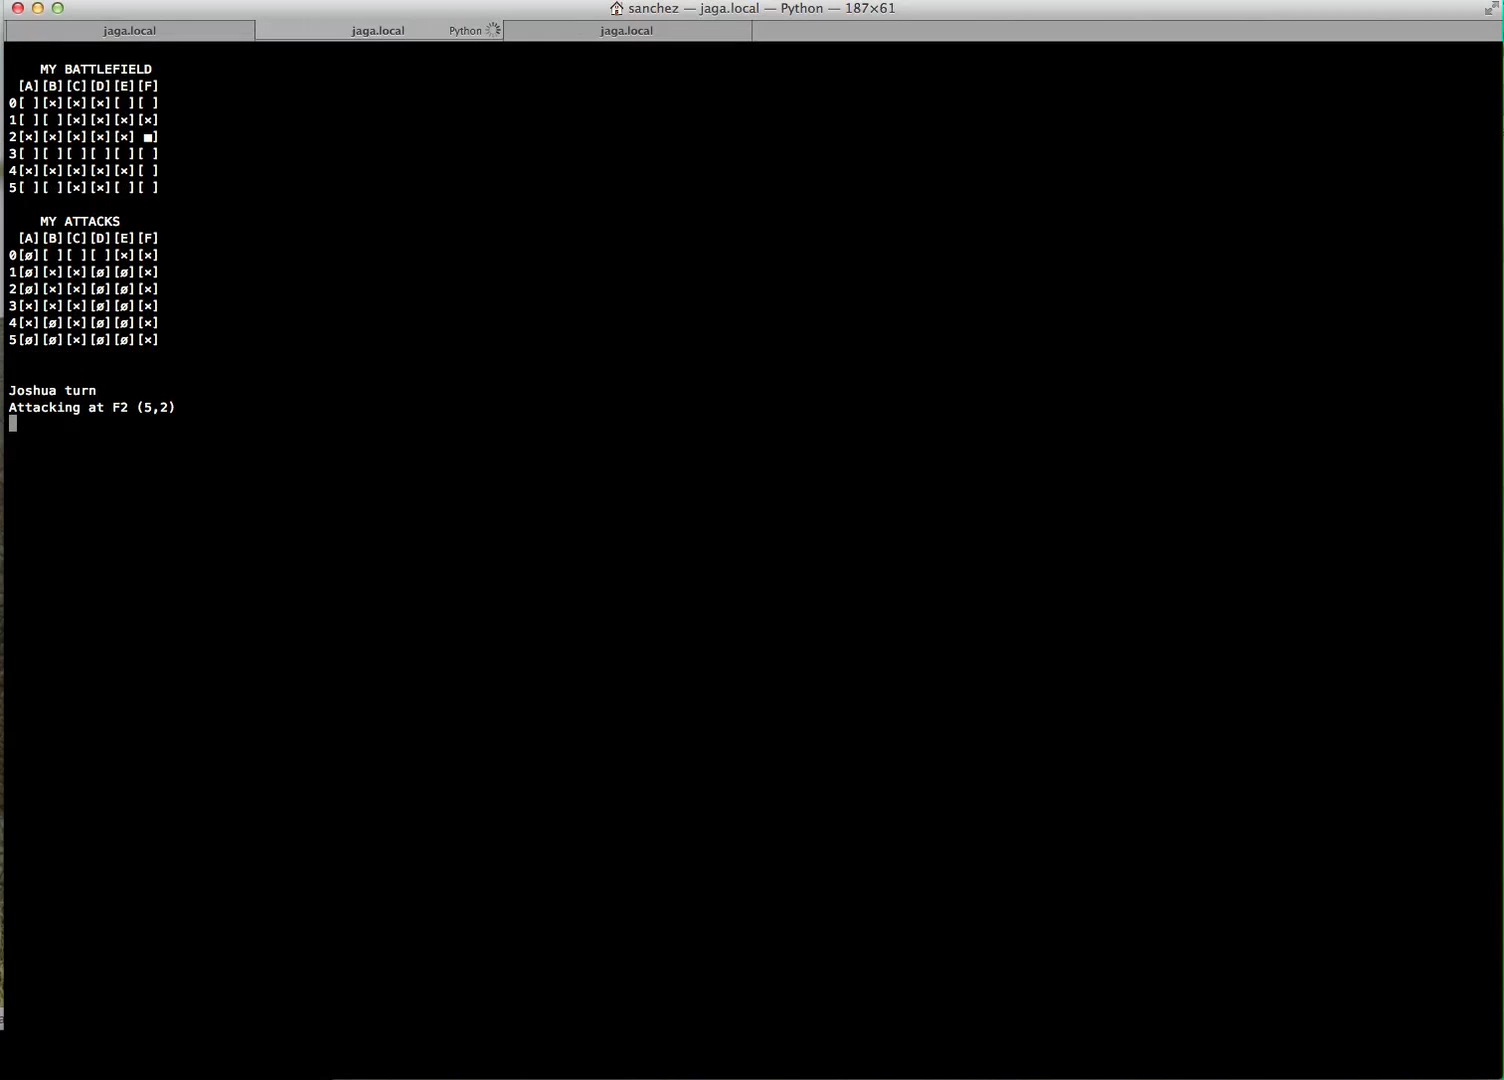 sanchez — jaga.local — Python — 187×61
jaga.local jaga.local Python jaga.local
MY BATTLEFIELD
[A][B][C][D][E][F]
0[ ][×][×][×][ ][ ]
1[ ][ ][×][×][×][×]
2[×][×][×][×][×] ■]
3[ ][ ][ ][ ][ ][ ]
4[×][×][×][×][×][ ]
5[ ][ ][×][×][ ][ ]
MY ATTACKS
[A][B][C][D][E][F]
0[ø][ ][ ][ ][×][×]
1[ø][×][×][ø][ø][×]
2[ø][×][×][ø][ø][×]
3[×][×][×][ø][ø][×]
4[×][ø][×][ø][ø][×]
5[ø][ø][×][ø][ø][×]
Joshua turn
Attacking at F2 (5,2)